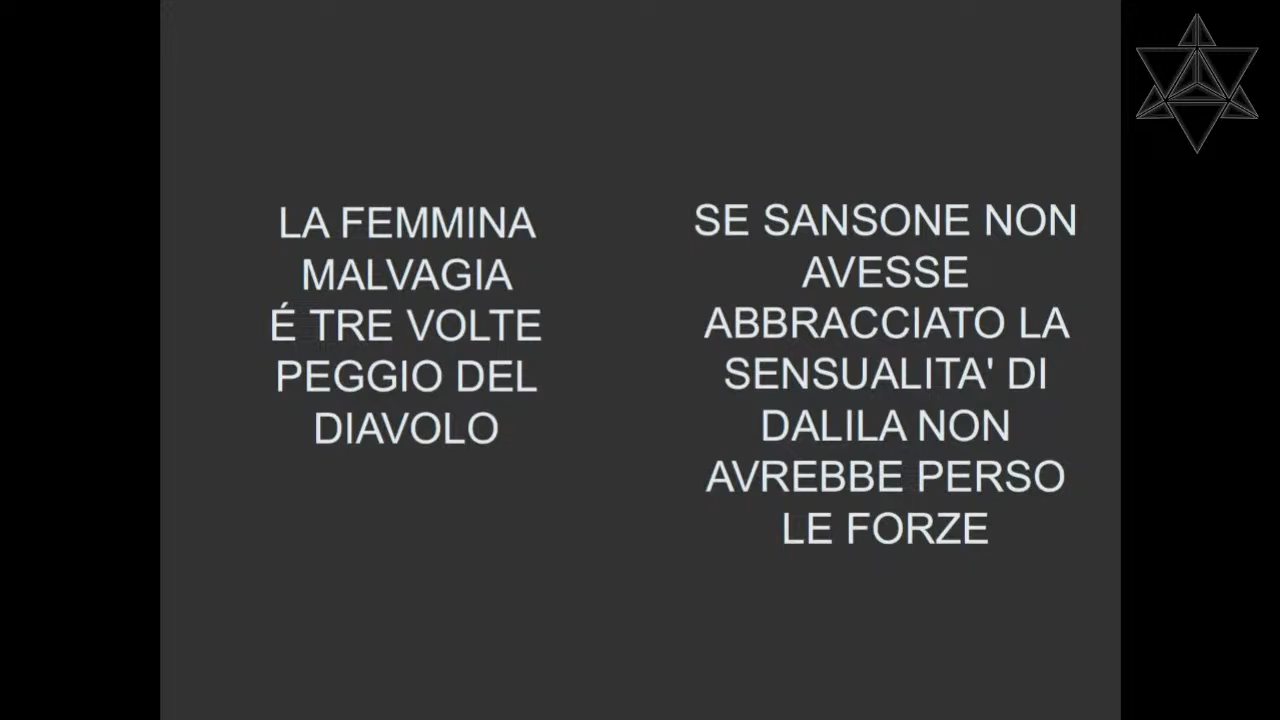 LA FEMMINA
MALVAGIA
É TRE VOLTE
PEGGIO DEL
DIAVOLO
SE SANSONE NON
AVESSE
ABBRACCIATO LA
SENSUALITA' DI
DALILA NON
AVREBBE PERSO
LE FORZE